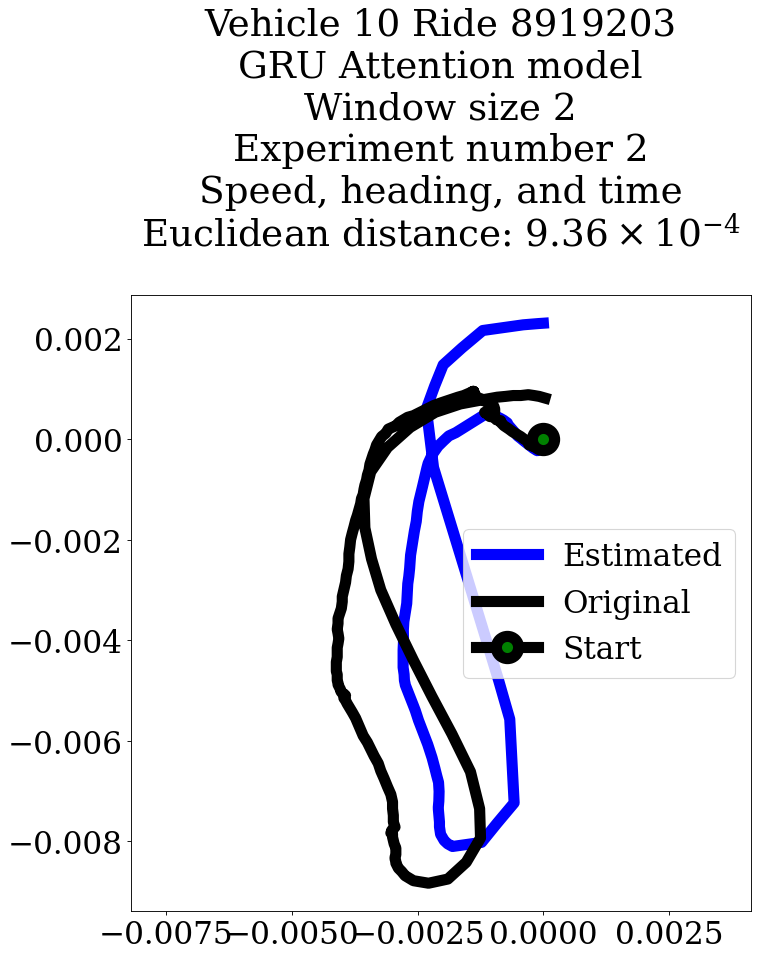 Vehicle 10 Ride 8919203
GRU Attention model
Window size 2
Experiment number 2
Speed, heading, and time
Euclidean distance: 9.36 × 10⁻⁴
0.002
0.000
−0.002
−0.004
−0.006
−0.008
Estimated
Original
Start
−0.0075 −0.0050 −0.0025 0.0000 0.0025